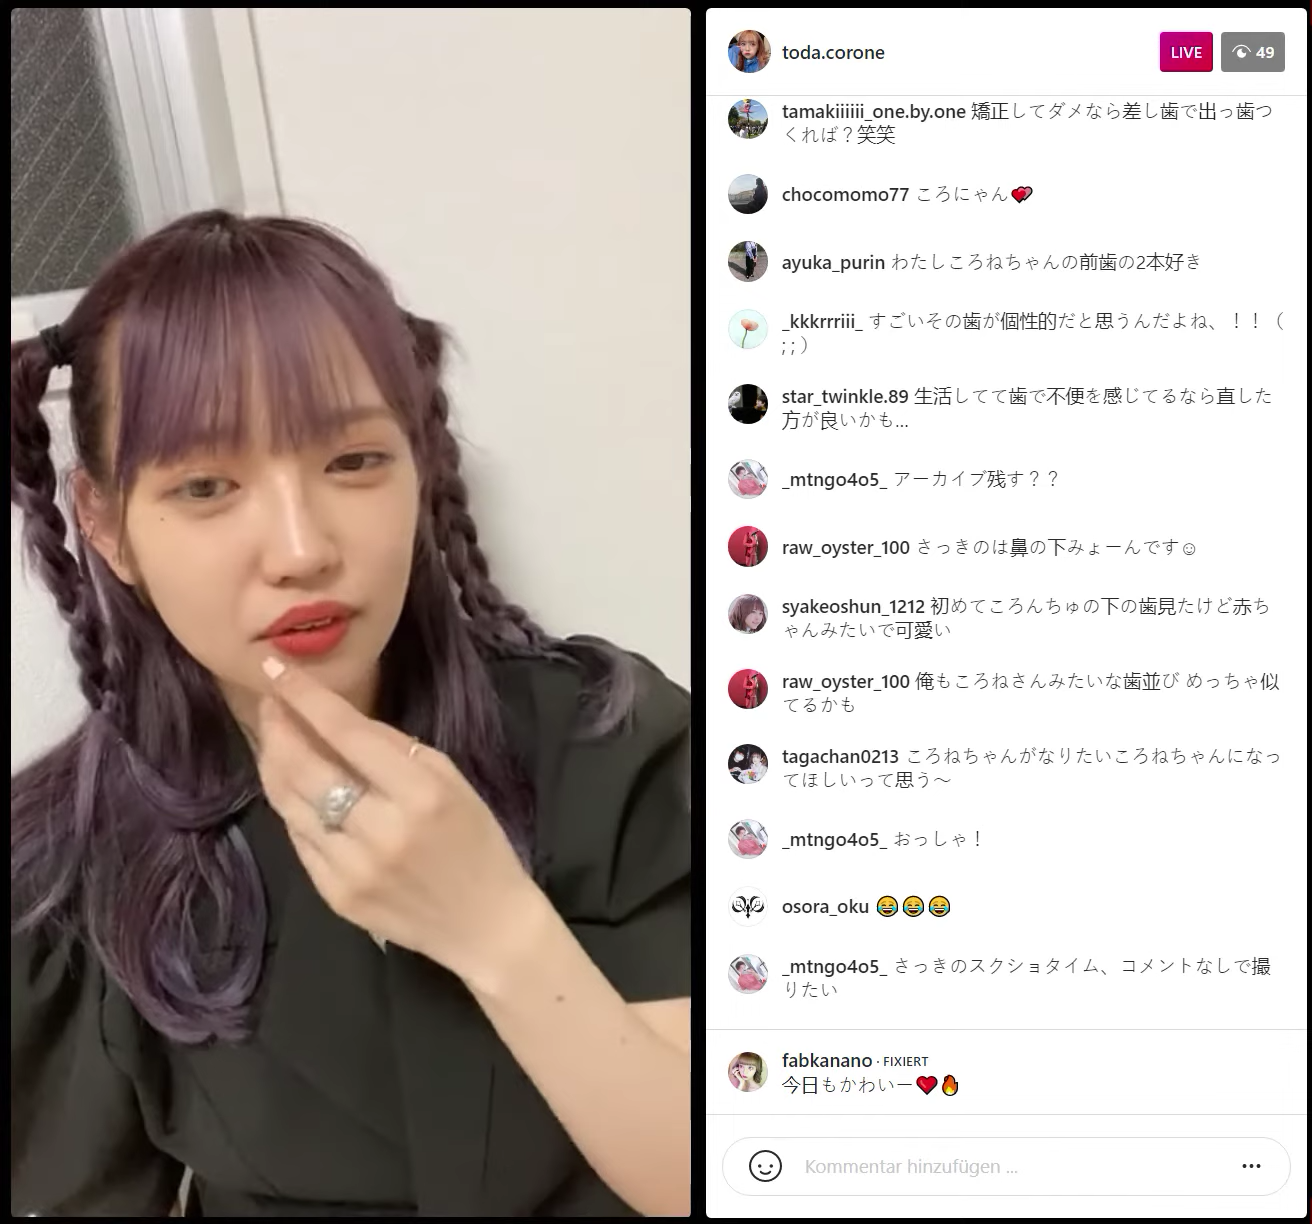 toda.corone
LIVE
49
tamakiiiiii_one.by.one 矯正してダメなら差し歯で出っ歯つ
くれば？笑笑
chocomomo77 ころにゃん💕
ayuka_purin わたしころねちゃんの前歯の2本好き
_kkkrrriii_ すごいその歯が個性的だと思うんだよね、！！（
; ; ）
star_twinkle.89 生活してて歯で不便を感じてるなら直した
方が良いかも...
_mtngo4o5_ アーカイブ残す？？
raw_oyster_100 さっきのは鼻の下みょーんです☺
syakeoshun_1212 初めてころんちゅの下の歯見たけど赤ち
ゃんみたいで可愛い
raw_oyster_100 俺もころねさんみたいな歯並び めっちゃ似
てるかも
tagachan0213 ころねちゃんがなりたいころねちゃんになっ
てほしいって思う〜
_mtngo4o5_ おっしゃ！
osora_oku 😂😂😂
_mtngo4o5_ さっきのスクショタイム、コメントなしで撮
りたい
fabkanano · FIXIERT
今日もかわいー❤️🔥
Kommentar hinzufügen ...